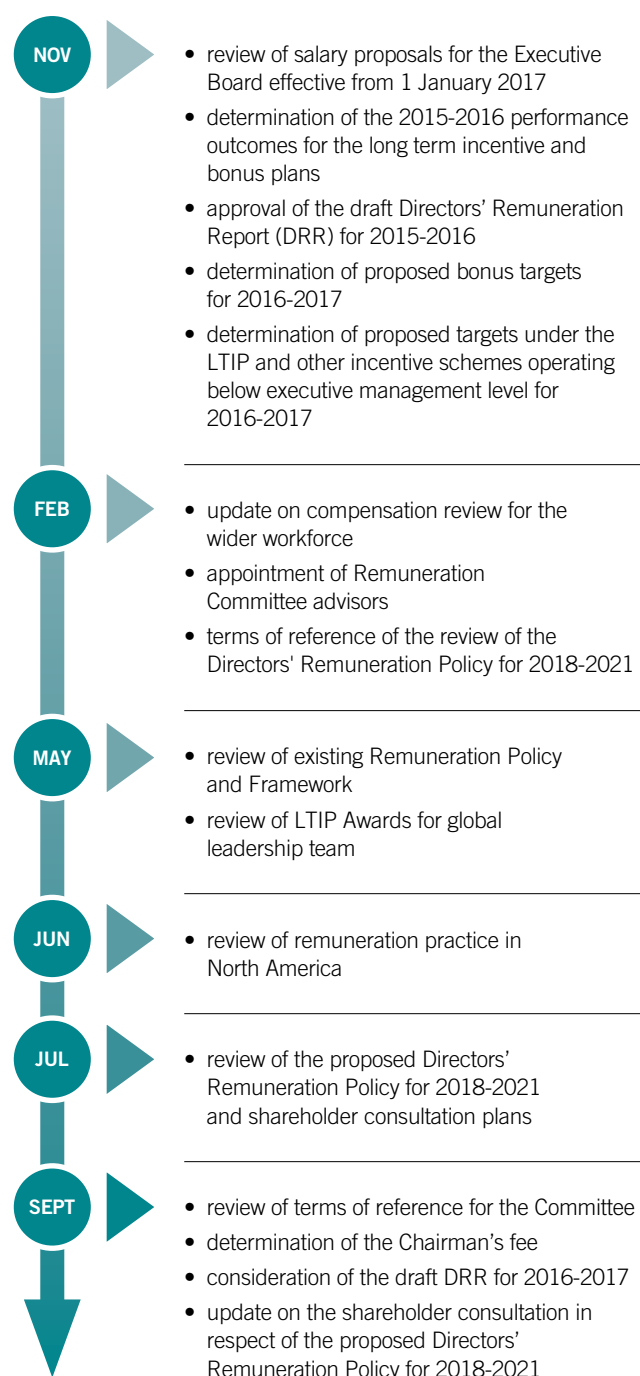 NOV
• review of salary proposals for the Executive
Board effective from 1 January 2017
• determination of the 2015-2016 performance
outcomes for the long term incentive and
bonus plans
• approval of the draft Directors’ Remuneration
Report (DRR) for 2015-2016
• determination of proposed bonus targets
for 2016-2017
• determination of proposed targets under the
LTIP and other incentive schemes operating
below executive management level for
2016-2017
FEB
• update on compensation review for the
wider workforce
• appointment of Remuneration
Committee advisors
• terms of reference of the review of the
Directors' Remuneration Policy for 2018-2021
MAY
• review of existing Remuneration Policy
and Framework
• review of LTIP Awards for global
leadership team
JUN
• review of remuneration practice in
North America
JUL
• review of the proposed Directors’
Remuneration Policy for 2018-2021
and shareholder consultation plans
SEPT
• review of terms of reference for the Committee
• determination of the Chairman’s fee
• consideration of the draft DRR for 2016-2017
• update on the shareholder consultation in
respect of the proposed Directors’
Remuneration Policy for 2018-2021